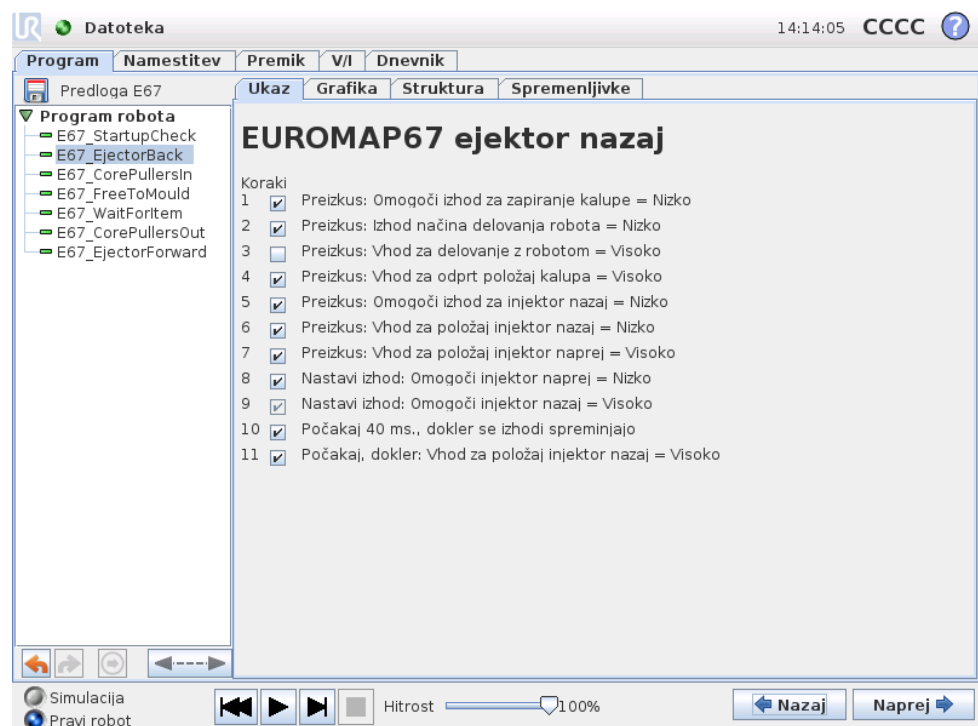 UR Datoteka 14:14:05 CCCC ?
Program Namestitev Premik V/I Dnevnik
Predloga E67
Program robota
E67_StartupCheck
E67_EjectorBack
E67_CorePullersIn
E67_FreeToMould
E67_WaitForItem
E67_CorePullersOut
E67_EjectorForward
Ukaz Grafika Struktura Spremenljivke
EUROMAP67 ejektor nazaj
Koraki
1 Preizkus: Omogoči izhod za zapiranje kalupe = Nizko
2 Preizkus: Izhod načina delovanja robota = Nizko
3 Preizkus: Vhod za delovanje z robotom = Visoko
4 Preizkus: Vhod za odprt položaj kalupa = Visoko
5 Preizkus: Omogoči izhod za injektor nazaj = Nizko
6 Preizkus: Vhod za položaj injektor nazaj = Nizko
7 Preizkus: Vhod za položaj injektor naprej = Visoko
8 Nastavi izhod: Omogoči injektor naprej = Nizko
9 Nastavi izhod: Omogoči injektor nazaj = Visoko
10 Počakaj 40 ms., dokler se izhodi spreminjajo
11 Počakaj, dokler: Vhod za položaj injektor nazaj = Visoko
Simulacija
Pravi robot
Hitrost 100%
Nazaj Naprej